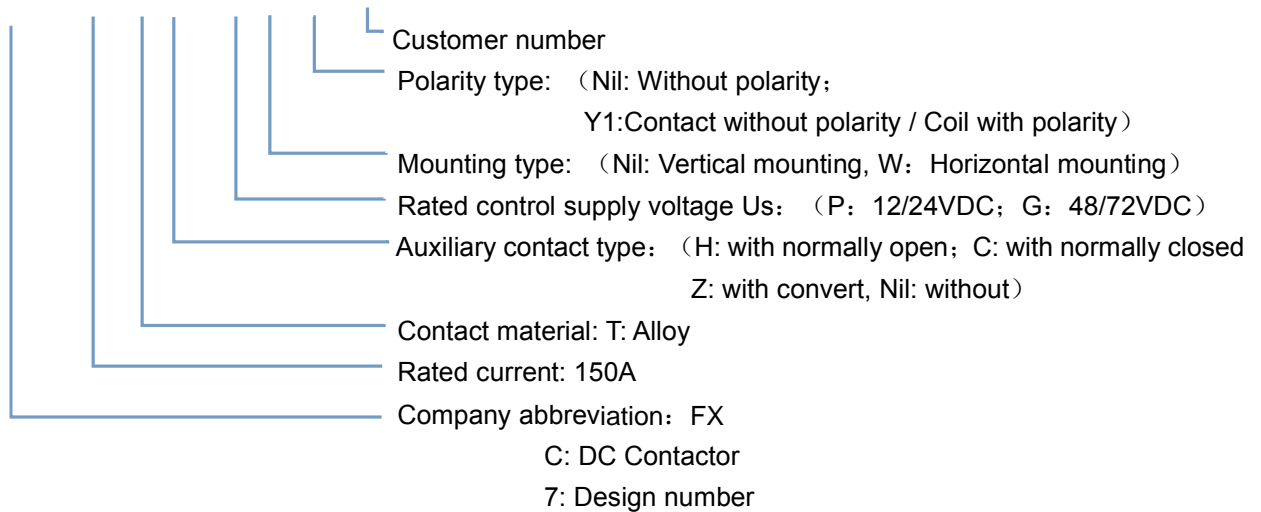 Customer number
Polarity type: （Nil: Without polarity；
Y1:Contact without polarity / Coil with polarity）
Mounting type: （Nil: Vertical mounting, W：Horizontal mounting）
Rated control supply voltage Us：（P：12/24VDC；G：48/72VDC）
Auxiliary contact type：（H: with normally open；C: with normally closed
Z: with convert, Nil: without）
Contact material: T: Alloy
Rated current: 150A
Company abbreviation：FX
C: DC Contactor
7: Design number